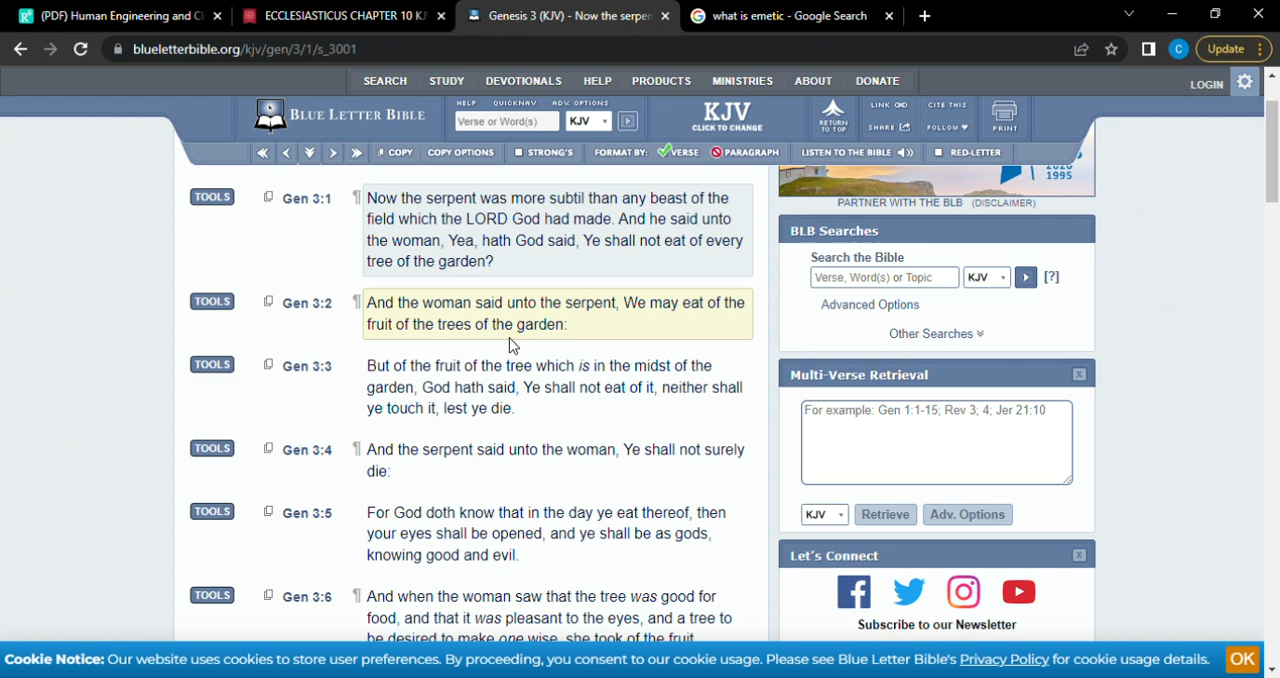 (PDF) Human Engineering and C
ECCLESIASTICUS CHAPTER 10 KJ
Genesis 3 (KJV) - Now the serpen
what is emetic - Google Search
blueletterbible.org/kjv/gen/3/1/s_3001
C
Update
SEARCH STUDY DEVOTIONALS HELP PRODUCTS MINISTRIES ABOUT DONATE
LOGIN
BLUE LETTER BIBLE
HELP QUICKNAV ADV. OPTIONS
Verse or Word(s) KJV
KJV
CLICK TO CHANGE
RETURN
TO TOP
LINK CITE THIS
SHARE FOLLOW
PRINT
COPY COPY OPTIONS STRONG'S FORMAT BY: VERSE PARAGRAPH LISTEN TO THE BIBLE RED-LETTER
TOOLS Gen 3:1 ¶ Now the serpent was more subtil than any beast of the
field which the LORD God had made. And he said unto
the woman, Yea, hath God said, Ye shall not eat of every
tree of the garden?
TOOLS Gen 3:2 ¶ And the woman said unto the serpent, We may eat of the
fruit of the trees of the garden:
TOOLS Gen 3:3 But of the fruit of the tree which is in the midst of the
garden, God hath said, Ye shall not eat of it, neither shall
ye touch it, lest ye die.
TOOLS Gen 3:4 ¶ And the serpent said unto the woman, Ye shall not surely
die:
TOOLS Gen 3:5 For God doth know that in the day ye eat thereof, then
your eyes shall be opened, and ye shall be as gods,
knowing good and evil.
TOOLS Gen 3:6 ¶ And when the woman saw that the tree was good for
food, and that it was pleasant to the eyes, and a tree to
be desired to make one wise, she took of the fruit
1995
PARTNER WITH THE BLB (DISCLAIMER)
BLB Searches
Search the Bible
Verse, Word(s) or Topic KJV [?]
Advanced Options
Other Searches
Multi-Verse Retrieval
For example: Gen 1:1-15; Rev 3; 4; Jer 21:10
KJV Retrieve Adv. Options
Let's Connect
Subscribe to our Newsletter
Cookie Notice: Our website uses cookies to store user preferences. By proceeding, you consent to our cookie usage. Please see Blue Letter Bible's Privacy Policy for cookie usage details. OK